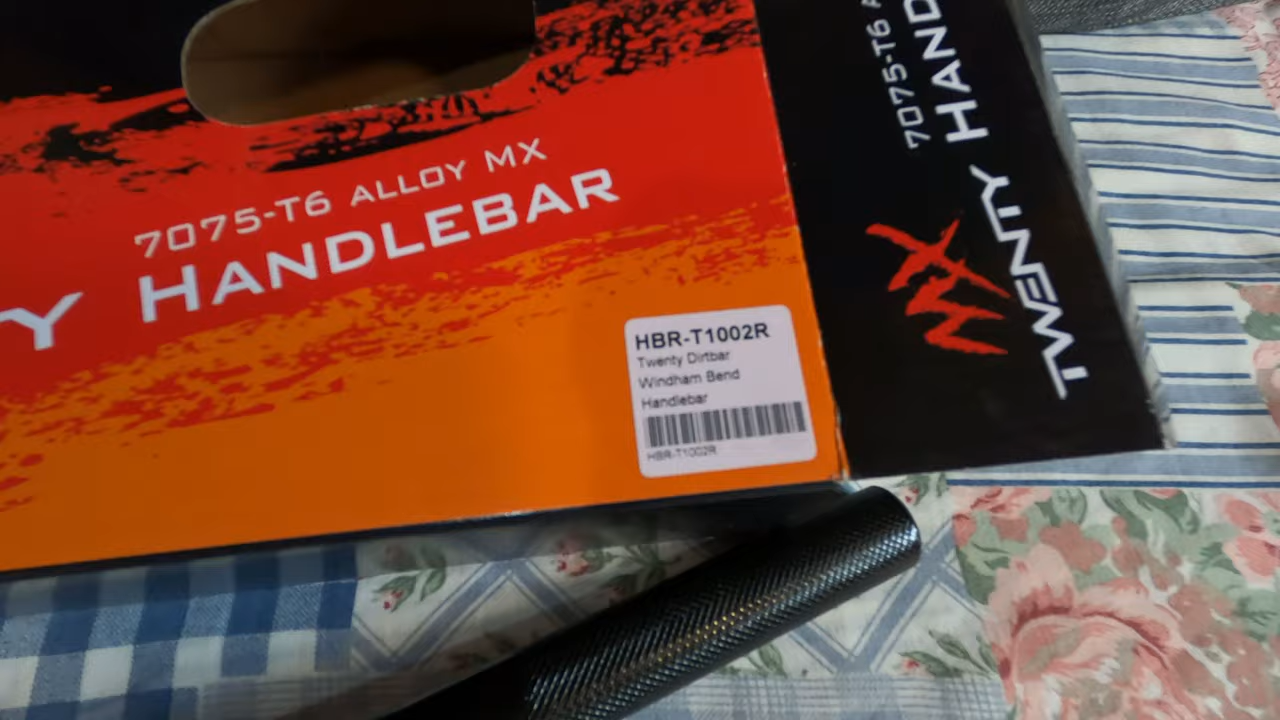 7075-T6 ALLOY MX
Y HANDLEBAR
HBR-T1002R
Twenty Dirtbar
Windham Bend
Handlebar
HBR-T1002R
7075-T6 A
MX TWENTY HAND